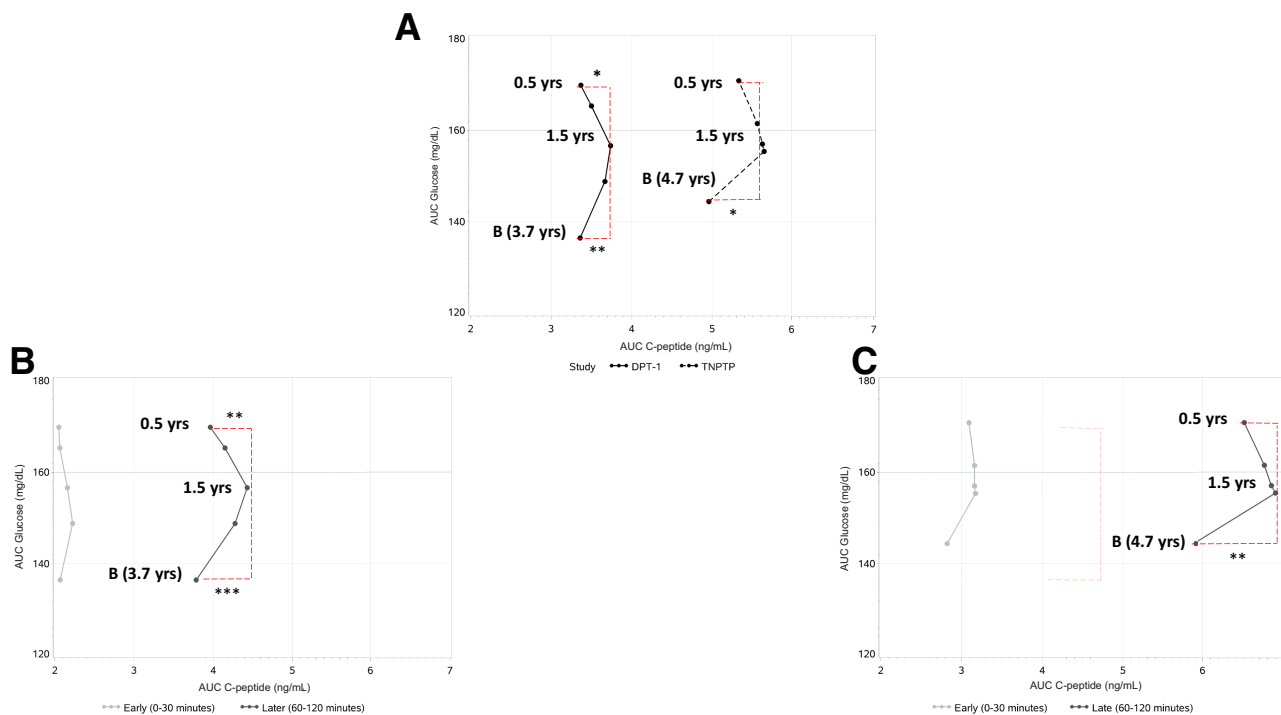 A
180
160
140
120
AUC Glucose (mg/dL)
0.5 yrs
*
1.5 yrs
B (3.7 yrs)
**
0.5 yrs
1.5 yrs
B (4.7 yrs)
*
2 3 4 5 6 7
AUC C-peptide (ng/mL)
Study DPT-1 TNPTP
B
180
160
140
120
AUC Glucose (mg/dL)
0.5 yrs
**
1.5 yrs
B (3.7 yrs)
***
2 3 4 5 6 7
AUC C-peptide (ng/mL)
Early (0-30 minutes) Later (60-120 minutes)
C
180
160
140
120
AUC Glucose (mg/dL)
0.5 yrs
1.5 yrs
B (4.7 yrs)
**
2 3 4 5 6
AUC C-peptide (ng/mL)
Early (0-30 minutes) Late (60-120 minutes)